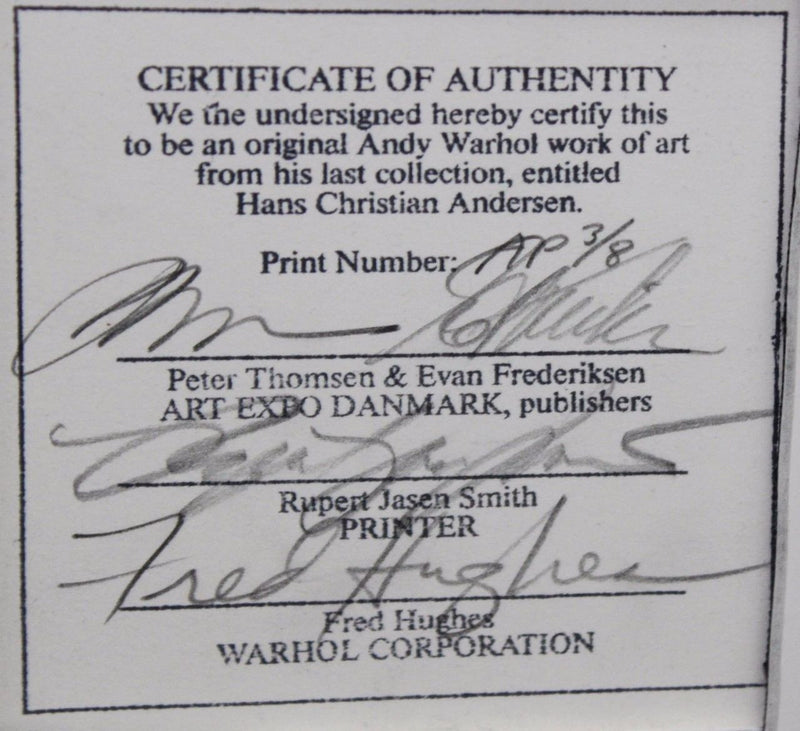 CERTIFICATE OF AUTHENTITY
We the undersigned hereby certify this
to be an original Andy Warhol work of art
from his last collection, entitled
Hans Christian Andersen.
Print Number: AP 3/8
Peter Thomsen & Evan Frederiksen
ART EXPO DANMARK, publishers
Rupert Jasen Smith
PRINTER
Fred Hughes
Fred Hughes
WARHOL CORPORATION